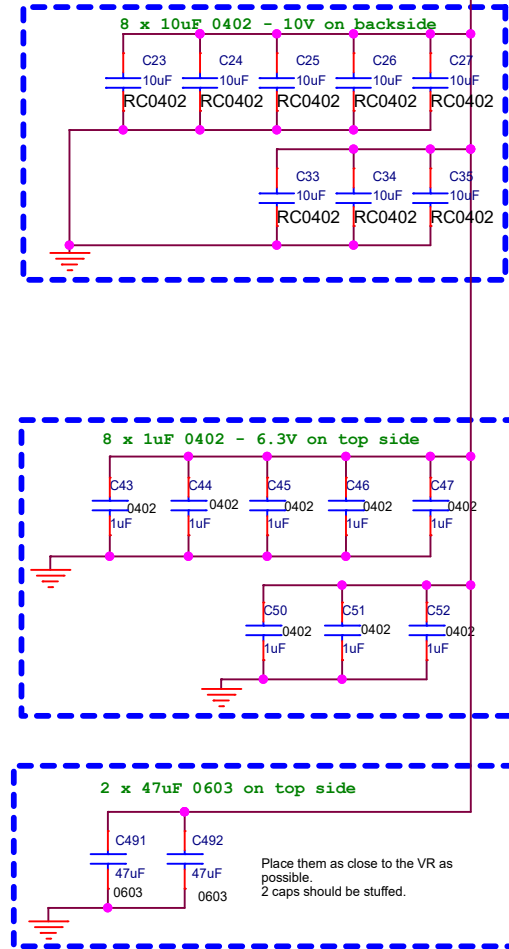 8 x 10uF 0402 - 10V on backside
C23 C24 C25 C26 C27
10uF 10uF 10uF 10uF 10uF
RC0402 RC0402 RC0402 RC0402 RC0402
C33 C34 C35
10uF 10uF 10uF
RC0402 RC0402 RC0402
8 x 1uF 0402 - 6.3V on top side
C43 C44 C45 C46 C47
0402 0402 0402 0402 0402
1uF 1uF 1uF 1uF 1uF
C50 C51 C52
0402 0402 0402
1uF 1uF 1uF
2 x 47uF 0603 on top side
C491 C492
47uF 47uF
0603 0603
Place them as close to the VR as
possible.
2 caps should be stuffed.